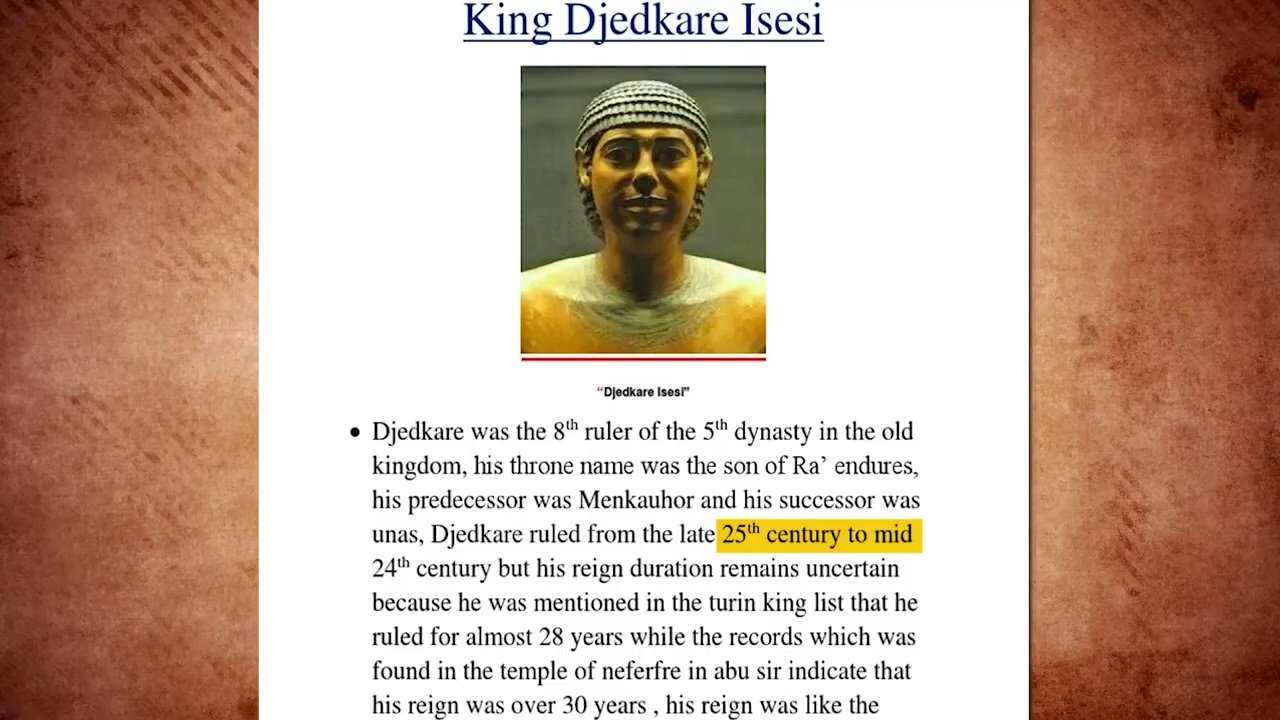 King Djedkare Isesi
“Djedkare Isesi”
• Djedkare was the 8th ruler of the 5th dynasty in the old
kingdom, his throne name was the son of Ra’ endures,
his predecessor was Menkauhor and his successor was
unas, Djedkare ruled from the late 25th century to mid
24th century but his reign duration remains uncertain
because he was mentioned in the turin king list that he
ruled for almost 28 years while the records which was
found in the temple of neferfre in abu sir indicate that
his reign was over 30 years , his reign was like the